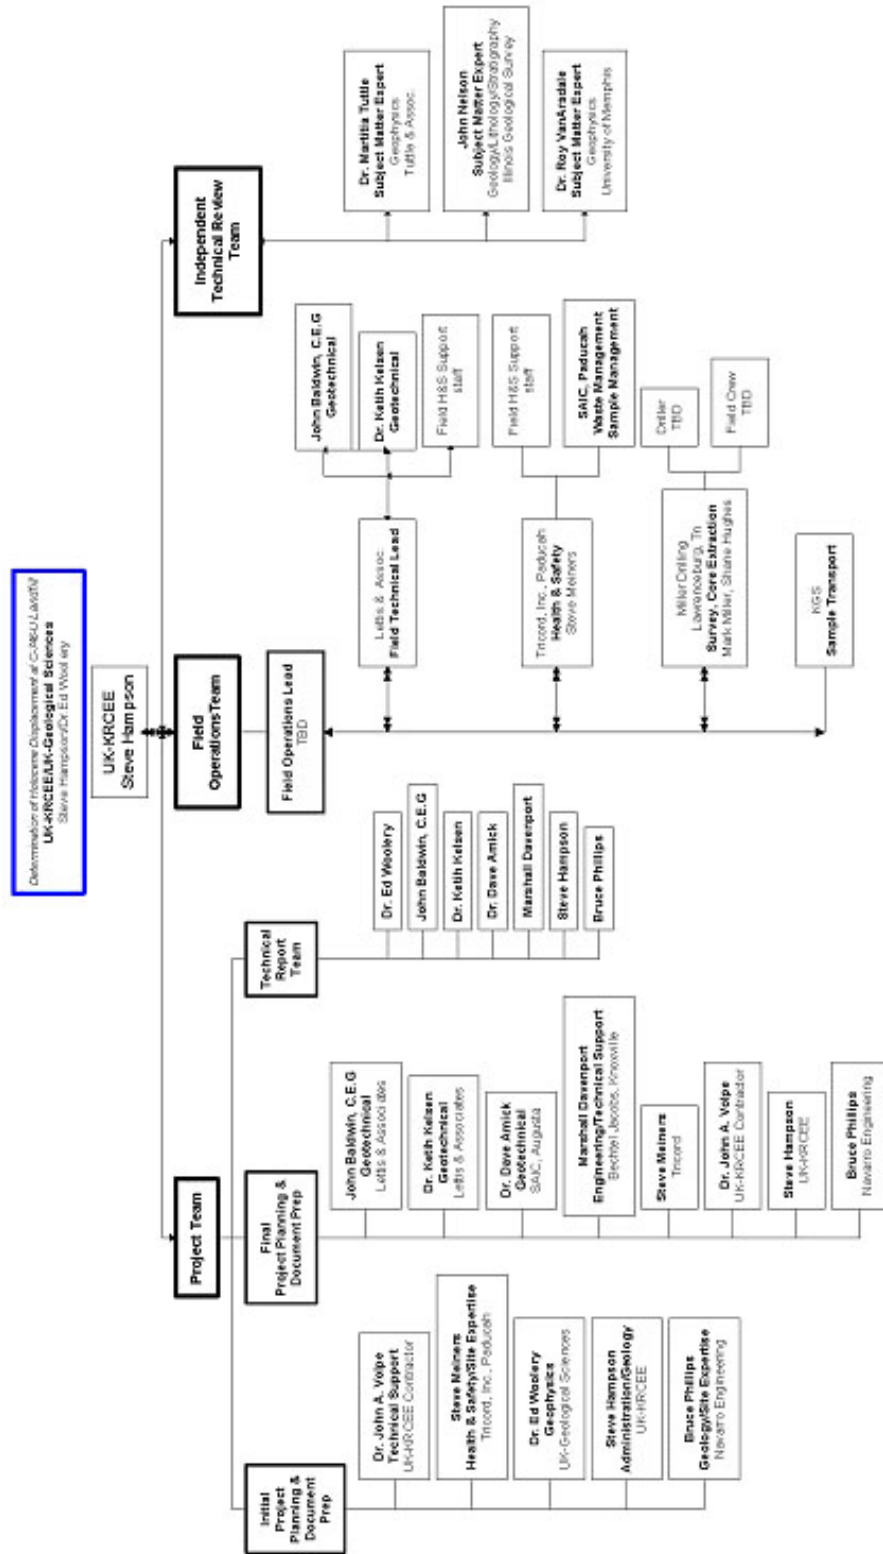 Determination of Holocene Displacement at C-746-U Landfill
UK-KRCEE/UK-Geological Sciences
Steve Hampson/Dr. Ed Woolery
UK-KRCEE
Steve Hampson
Project Team
Initial
Project
Planning &
Document
Prep
Dr. John A. Volpe
Technical Support
UK-KRCEE Contractor
Steve Meiners
Health & Safety/Site Expertise
Tricord, Inc., Paducah
Dr. Ed Woolery
Geophysics
UK-Geological Sciences
Steve Hampson
Administration/Geology
UK-KRCEE
Bruce Phillips
Geology/Site Expertise
Navarro Engineering
Final
Project Planning &
Document Prep
John Baldwin, C.E.G
Geotechnical
Lettis & Associates
Dr. Ketih Kelsen
Geotechnical
Lettis & Associates
Dr. Dave Amick
Geotechnical
SAIC, Augusta
Marshall Davenport
Engineering/Technical Support
Bechtel Jacobs, Knoxville
Steve Meiners
Tricord
Dr. John A. Volpe
UK-KRCEE Contractor
Steve Hampson
UK-KRCEE
Bruce Phillips
Navarro Engineering
Technical
Report
Team
Dr. Ed Woolery
John Baldwin, C.E.G
Dr. Ketih Kelsen
Dr. Dave Amick
Marshall Davenport
Steve Hampson
Bruce Phillips
Field
OperationsTeam
Field Operations Lead
TBD
Lettis & Assoc.
Field Technical Lead
John Baldwin, C.E.G
Geotechnical
Dr. Ketih Kelsen
Geotechnical
Field H&S Support
staff
Tricord, Inc., Paducah
Health & Safety
Steve Meiners
Field H&S Support
staff
SAIC, Paducah
Waste Management
Sample Management
Miller Drilling
Lawrenceburg, Tn
Survey, Core Extraction
Mark Miller, Shane Hughes
Driller
TBD
Field Crew
TBD
KGS
Sample Transport
Independent
Technical Review
Team
Dr. Martitia Tuttle
Subject Matter Expert
Geophysics
Tuttle & Assoc.
John Nelson
Subject Matter Expert
Geology/Lithology/Stratigraphy
Illinois Geological Survey
Dr. Roy VanArsdale
Subject Matter Expert
Geophysics
University of Memphis